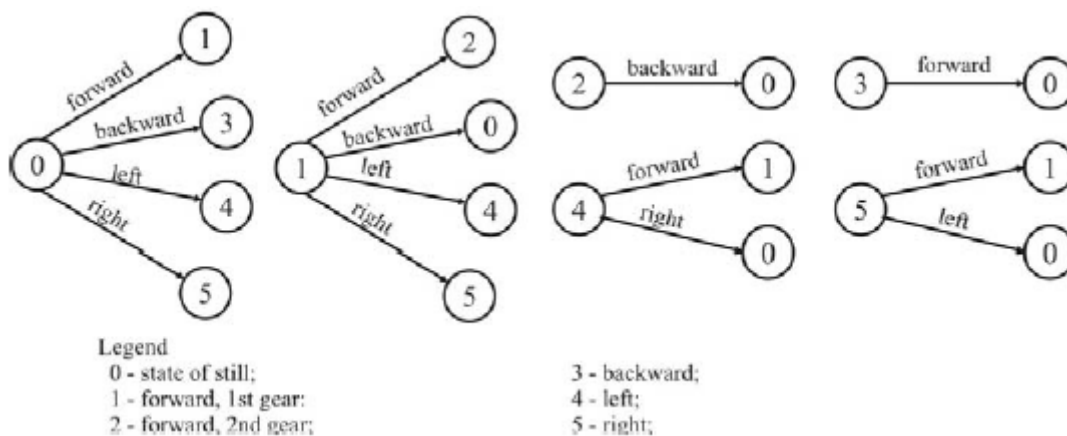 0
forward
1
backward
3
left
4
right
5
1
forward
2
backward
0
left
4
right
5
2
backward
0
3
forward
0
4
forward
1
right
0
5
forward
1
left
0
Legend
0 - state of still;
1 - forward, 1st gear:
2 - forward, 2nd gear;
3 - backward;
4 - left;
5 - right;